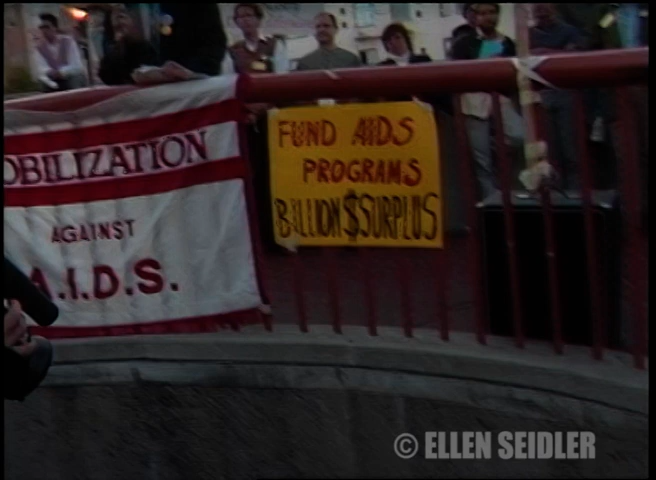 OBILIZATION
AGAINST
A.I.D.S.
FUND AIDS
PROGRAMS
BILLION $SURPLUS
© ELLEN SEIDLER